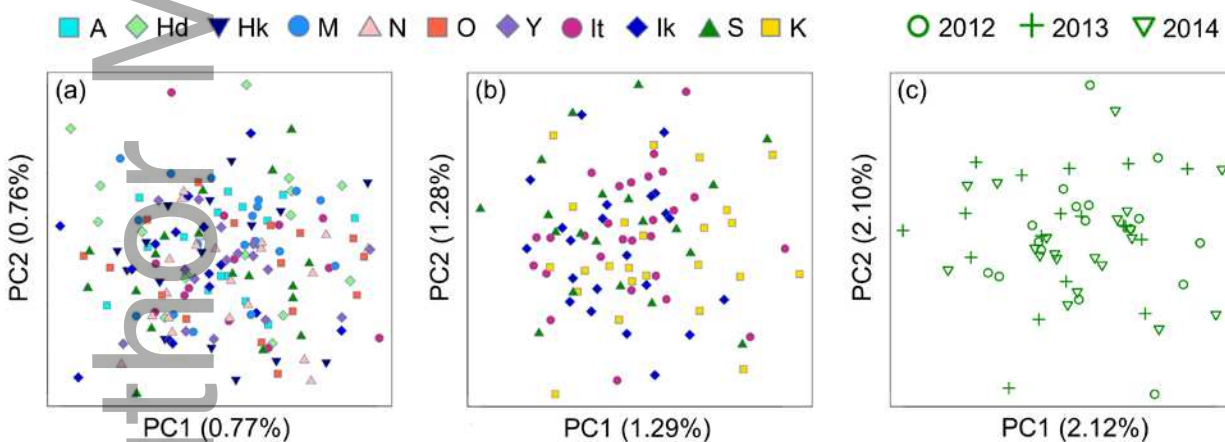 A Hd Hk M N O Y It Ik S K 2012 2013 2014
(a) (b) (c)
PC2 (0.76%) PC2 (1.28%) PC2 (2.10%)
PC1 (0.77%) PC1 (1.29%) PC1 (2.12%)
thor M